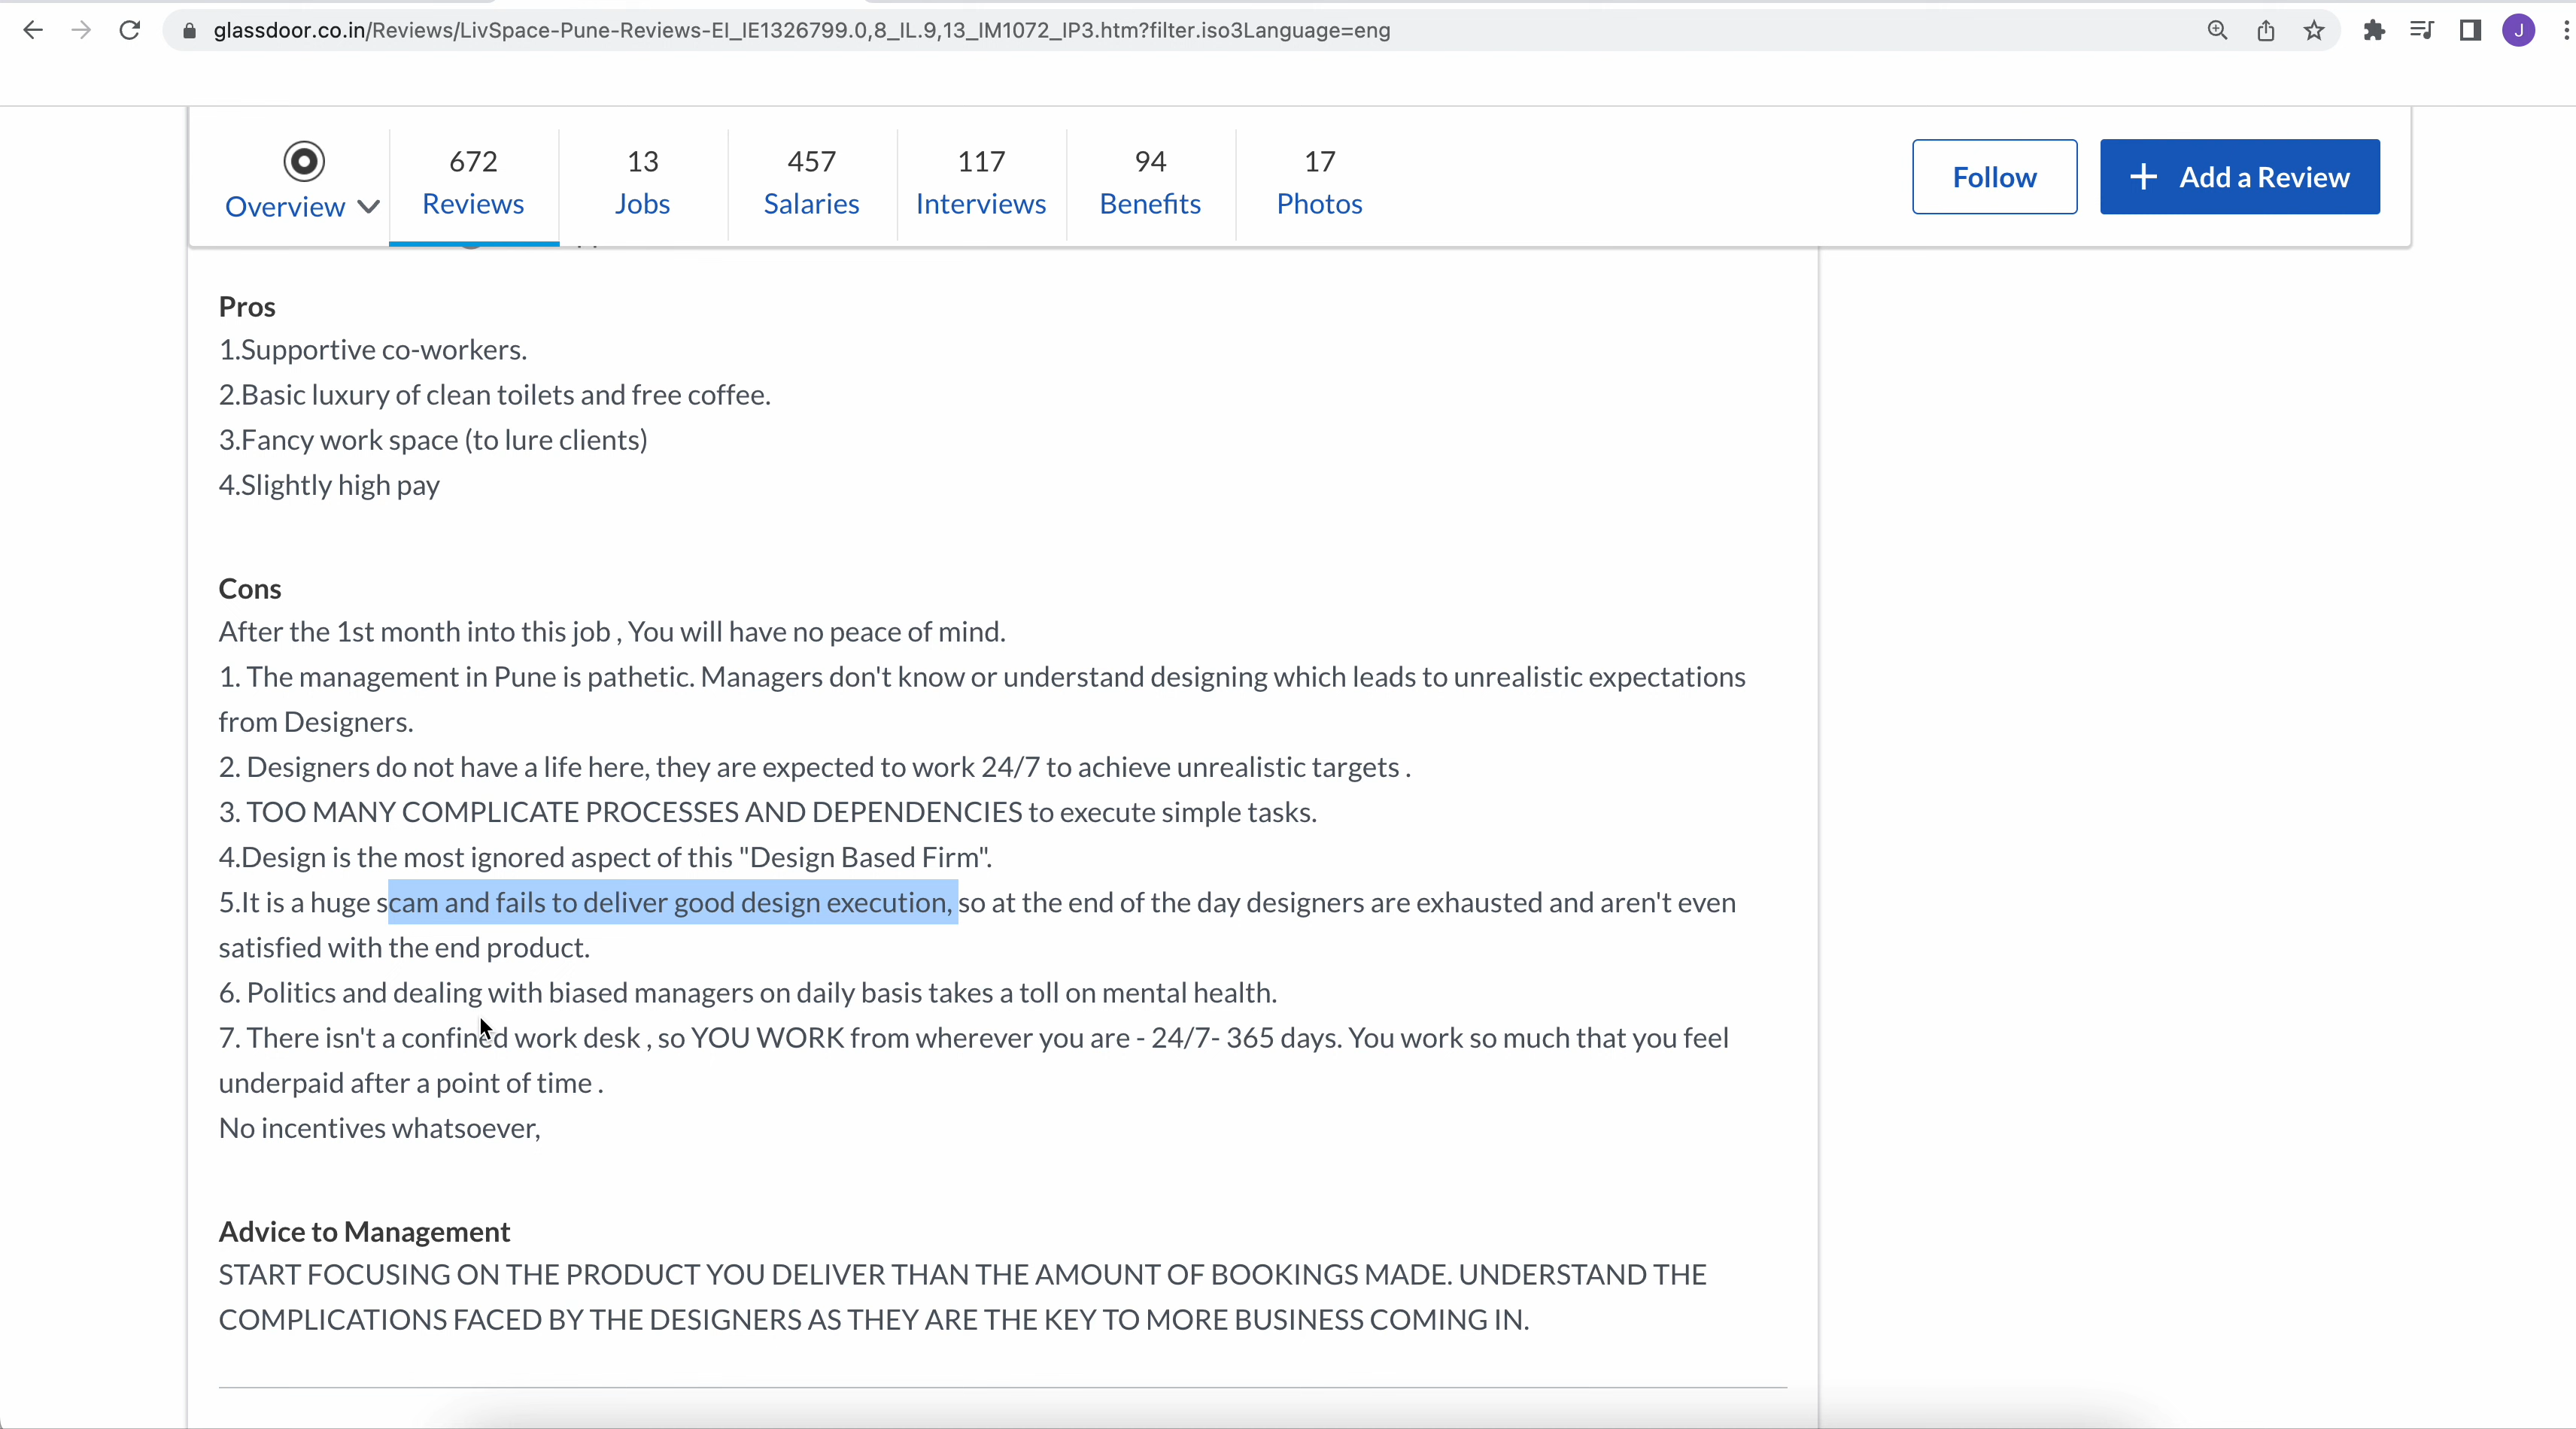 glassdoor.co.in/Reviews/LivSpace-Pune-Reviews-EI_IE1326799.0,8_IL.9,13_IM1072_IP3.htm?filter.iso3Language=eng
J
672 13 457 117 94 17
Overview Reviews Jobs Salaries Interviews Benefits Photos
Follow
+ Add a Review
Pros
1.Supportive co-workers.
2.Basic luxury of clean toilets and free coffee.
3.Fancy work space (to lure clients)
4.Slightly high pay
Cons
After the 1st month into this job , You will have no peace of mind.
1. The management in Pune is pathetic. Managers don't know or understand designing which leads to unrealistic expectations
from Designers.
2. Designers do not have a life here, they are expected to work 24/7 to achieve unrealistic targets .
3. TOO MANY COMPLICATE PROCESSES AND DEPENDENCIES to execute simple tasks.
4.Design is the most ignored aspect of this "Design Based Firm".
5.It is a huge scam and fails to deliver good design execution, so at the end of the day designers are exhausted and aren't even
satisfied with the end product.
6. Politics and dealing with biased managers on daily basis takes a toll on mental health.
7. There isn't a confined work desk , so YOU WORK from wherever you are - 24/7- 365 days. You work so much that you feel
underpaid after a point of time .
No incentives whatsoever,
Advice to Management
START FOCUSING ON THE PRODUCT YOU DELIVER THAN THE AMOUNT OF BOOKINGS MADE. UNDERSTAND THE
COMPLICATIONS FACED BY THE DESIGNERS AS THEY ARE THE KEY TO MORE BUSINESS COMING IN.